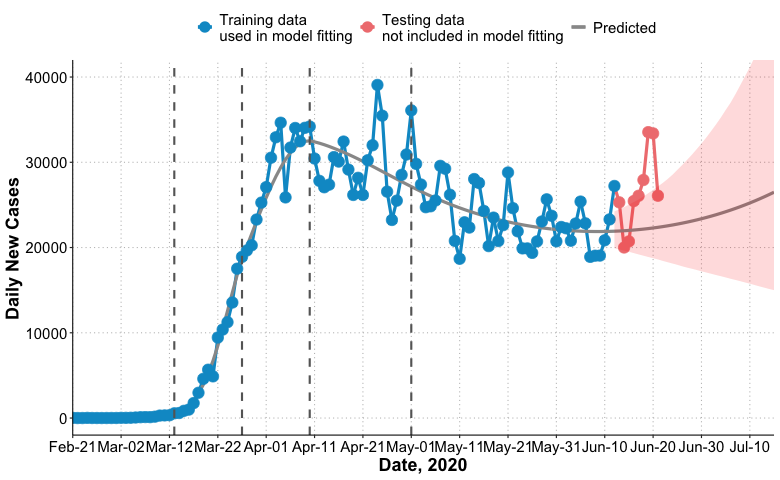 Training data
used in model fitting
Testing data
not included in model fitting
Predicted
Daily New Cases
40000
30000
20000
10000
0
Feb-21 Mar-02 Mar-12 Mar-22 Apr-01 Apr-11 Apr-21 May-01 May-11 May-21 May-31 Jun-10 Jun-20 Jun-30 Jul-10
Date, 2020